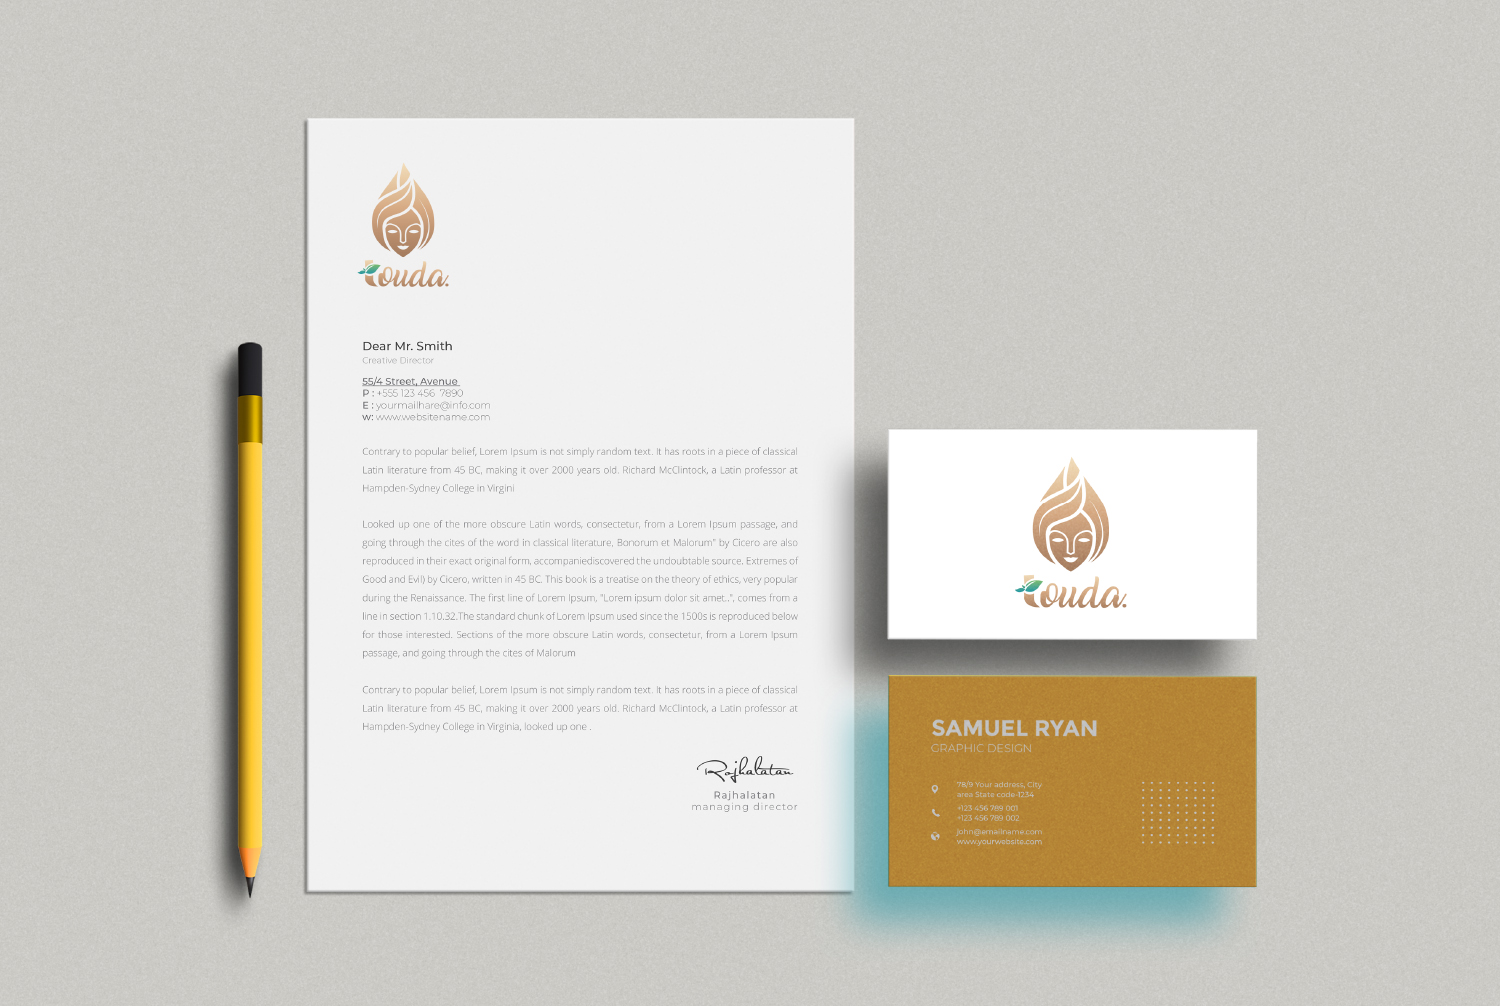 touda.
Dear Mr. Smith
Creative Director
55/4 Street, Avenue
P : +555 123 456 7890
E : yourmailhare@info.com
w: www.websitename.com
Contrary to popular belief, Lorem Ipsum is not simply random text. It has roots in a piece of classical
Latin literature from 45 BC, making it over 2000 years old. Richard McClintock, a Latin professor at
Hampden-Sydney College in Virgini
Looked up one of the more obscure Latin words, consectetur, from a Lorem Ipsum passage, and
going through the cites of the word in classical literature, Bonorum et Malorum" by Cicero are also
reproduced in their exact original form, accompaniediscovered the undoubtable source. Extremes of
Good and Evil) by Cicero, written in 45 BC. This book is a treatise on the theory of ethics, very popular
during the Renaissance. The first line of Lorem Ipsum, "Lorem ipsum dolor sit amet..", comes from a
line in section 1.10.32.The standard chunk of Lorem Ipsum used since the 1500s is reproduced below
for those interested. Sections of the more obscure Latin words, consectetur, from a Lorem Ipsum
passage, and going through the cites of Malorum
Contrary to popular belief, Lorem Ipsum is not simply random text. It has roots in a piece of classical
Latin literature from 45 BC, making it over 2000 years old. Richard McClintock, a Latin professor at
Hampden-Sydney College in Virginia, looked up one .
Rajhalatan
Rajhalatan
managing director
touda.
SAMUEL RYAN
GRAPHIC DESIGN
78/9 Your address, City
area State code-1234
+123 456 789 001
+123 456 789 002
john@emailname.com
www.yourwebsite.com